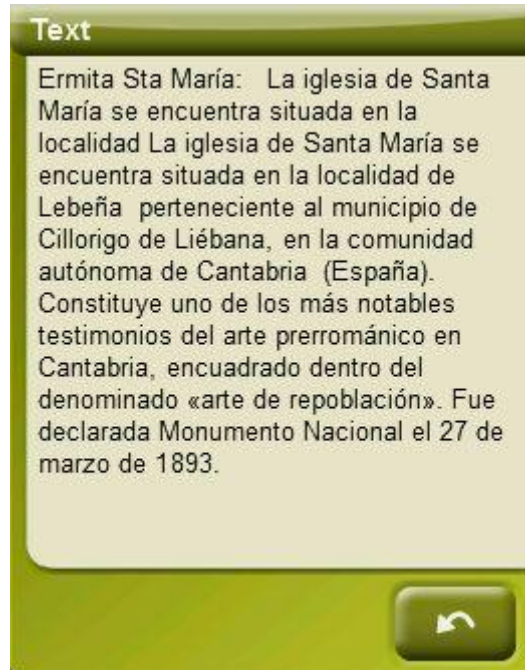 Text
Ermita Sta María:   La iglesia de Santa
María se encuentra situada en la
localidad La iglesia de Santa María se
encuentra situada en la localidad de
Lebeña  perteneciente al municipio de
Cillorigo de Liébana, en la comunidad
autónoma de Cantabria  (España).
Constituye uno de los más notables
testimonios del arte prerrománico en
Cantabria, encuadrado dentro del
denominado «arte de repoblación». Fue
declarada Monumento Nacional el 27 de
marzo de 1893.